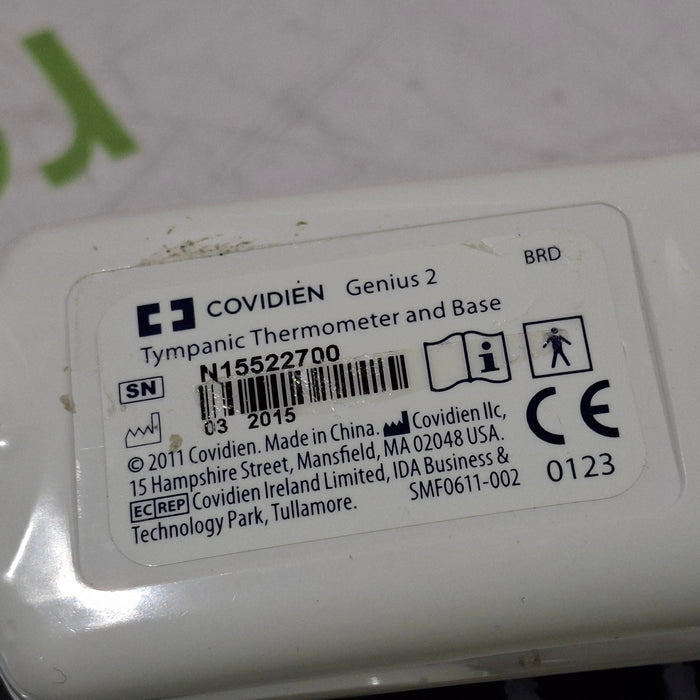 COVIDIEN Genius 2 BRD
Tympanic Thermometer and Base
SN N15522700
03 2015
© 2011 Covidien. Made in China. Covidien llc,
15 Hampshire Street, Mansfield, MA 02048 USA.
EC REP Covidien Ireland Limited, IDA Business &
Technology Park, Tullamore. SMF0611-002
i
CE
0123